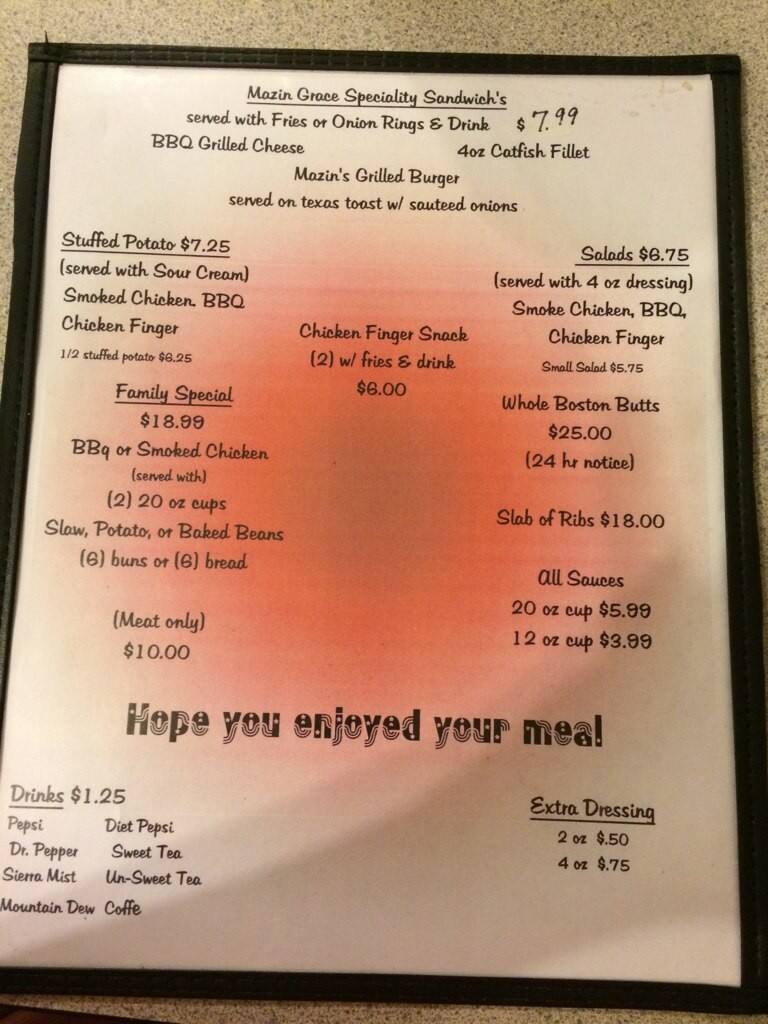 Mazin Grace Speciality Sandwich's
served with Fries or Onion Rings & Drink $ 7.99
BBQ Grilled Cheese 4oz Catfish Fillet
Mazin's Grilled Burger
served on texas toast w/ sauteed onions
Stuffed Potato $7.25
(served with Sour Cream)
Smoked Chicken. BBQ
Chicken Finger
1/2 stuffed potato $6.25
Salads $6.75
(served with 4 oz dressing)
Smoke Chicken, BBQ,
Chicken Finger
Small Salad $5.75
Chicken Finger Snack
(2) w/ fries & drink
$6.00
Family Special
$18.99
BBq or Smoked Chicken
(served with)
(2) 20 oz cups
Slaw, Potato, or Baked Beans
(6) buns or (6) bread
(Meat only)
$10.00
Whole Boston Butts
$25.00
(24 hr notice)
Slab of Ribs $18.00
All Sauces
20 oz cup $5.99
12 oz cup $3.99
Hope you enjoyed your meal
Drinks $1.25
Pepsi Diet Pepsi
Dr. Pepper Sweet Tea
Sierra Mist Un-Sweet Tea
Mountain Dew Coffe
Extra Dressing
2 oz $.50
4 oz $.75